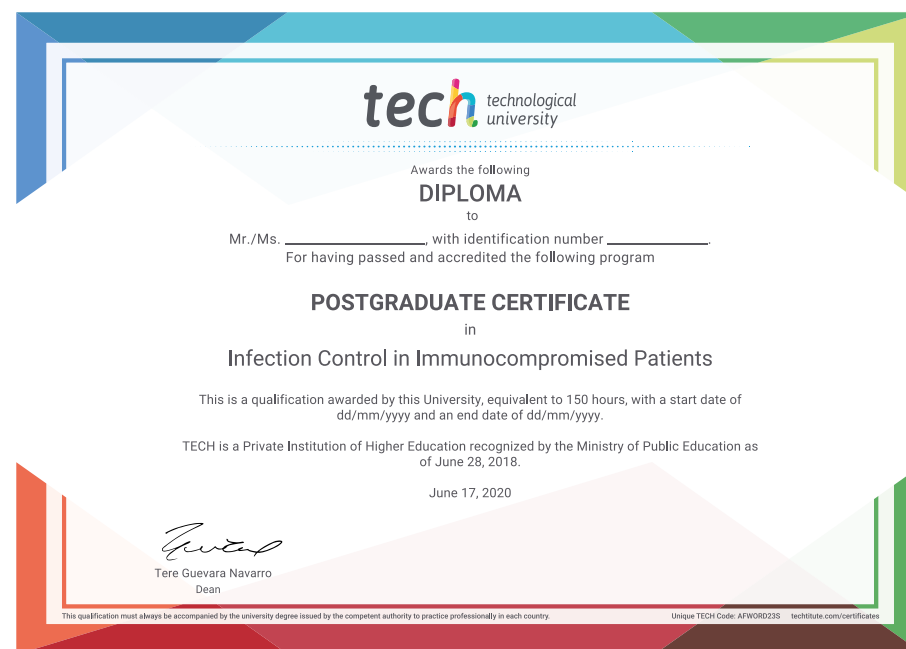 tech technological
university
Awards the following
DIPLOMA
to
Mr./Ms. ____________________, with identification number _______________.
For having passed and accredited the following program
POSTGRADUATE CERTIFICATE
in
Infection Control in Immunocompromised Patients
This is a qualification awarded by this University, equivalent to 150 hours, with a start date of
dd/mm/yyyy and an end date of dd/mm/yyyy.
TECH is a Private Institution of Higher Education recognized by the Ministry of Public Education as
of June 28, 2018.
June 17, 2020
Tere Guevara Navarro
Dean
This qualification must always be accompanied by the university degree issued by the competent authority to practice professionally in each country.
Unique TECH Code: AFWORD23S techtitute.com/certificates